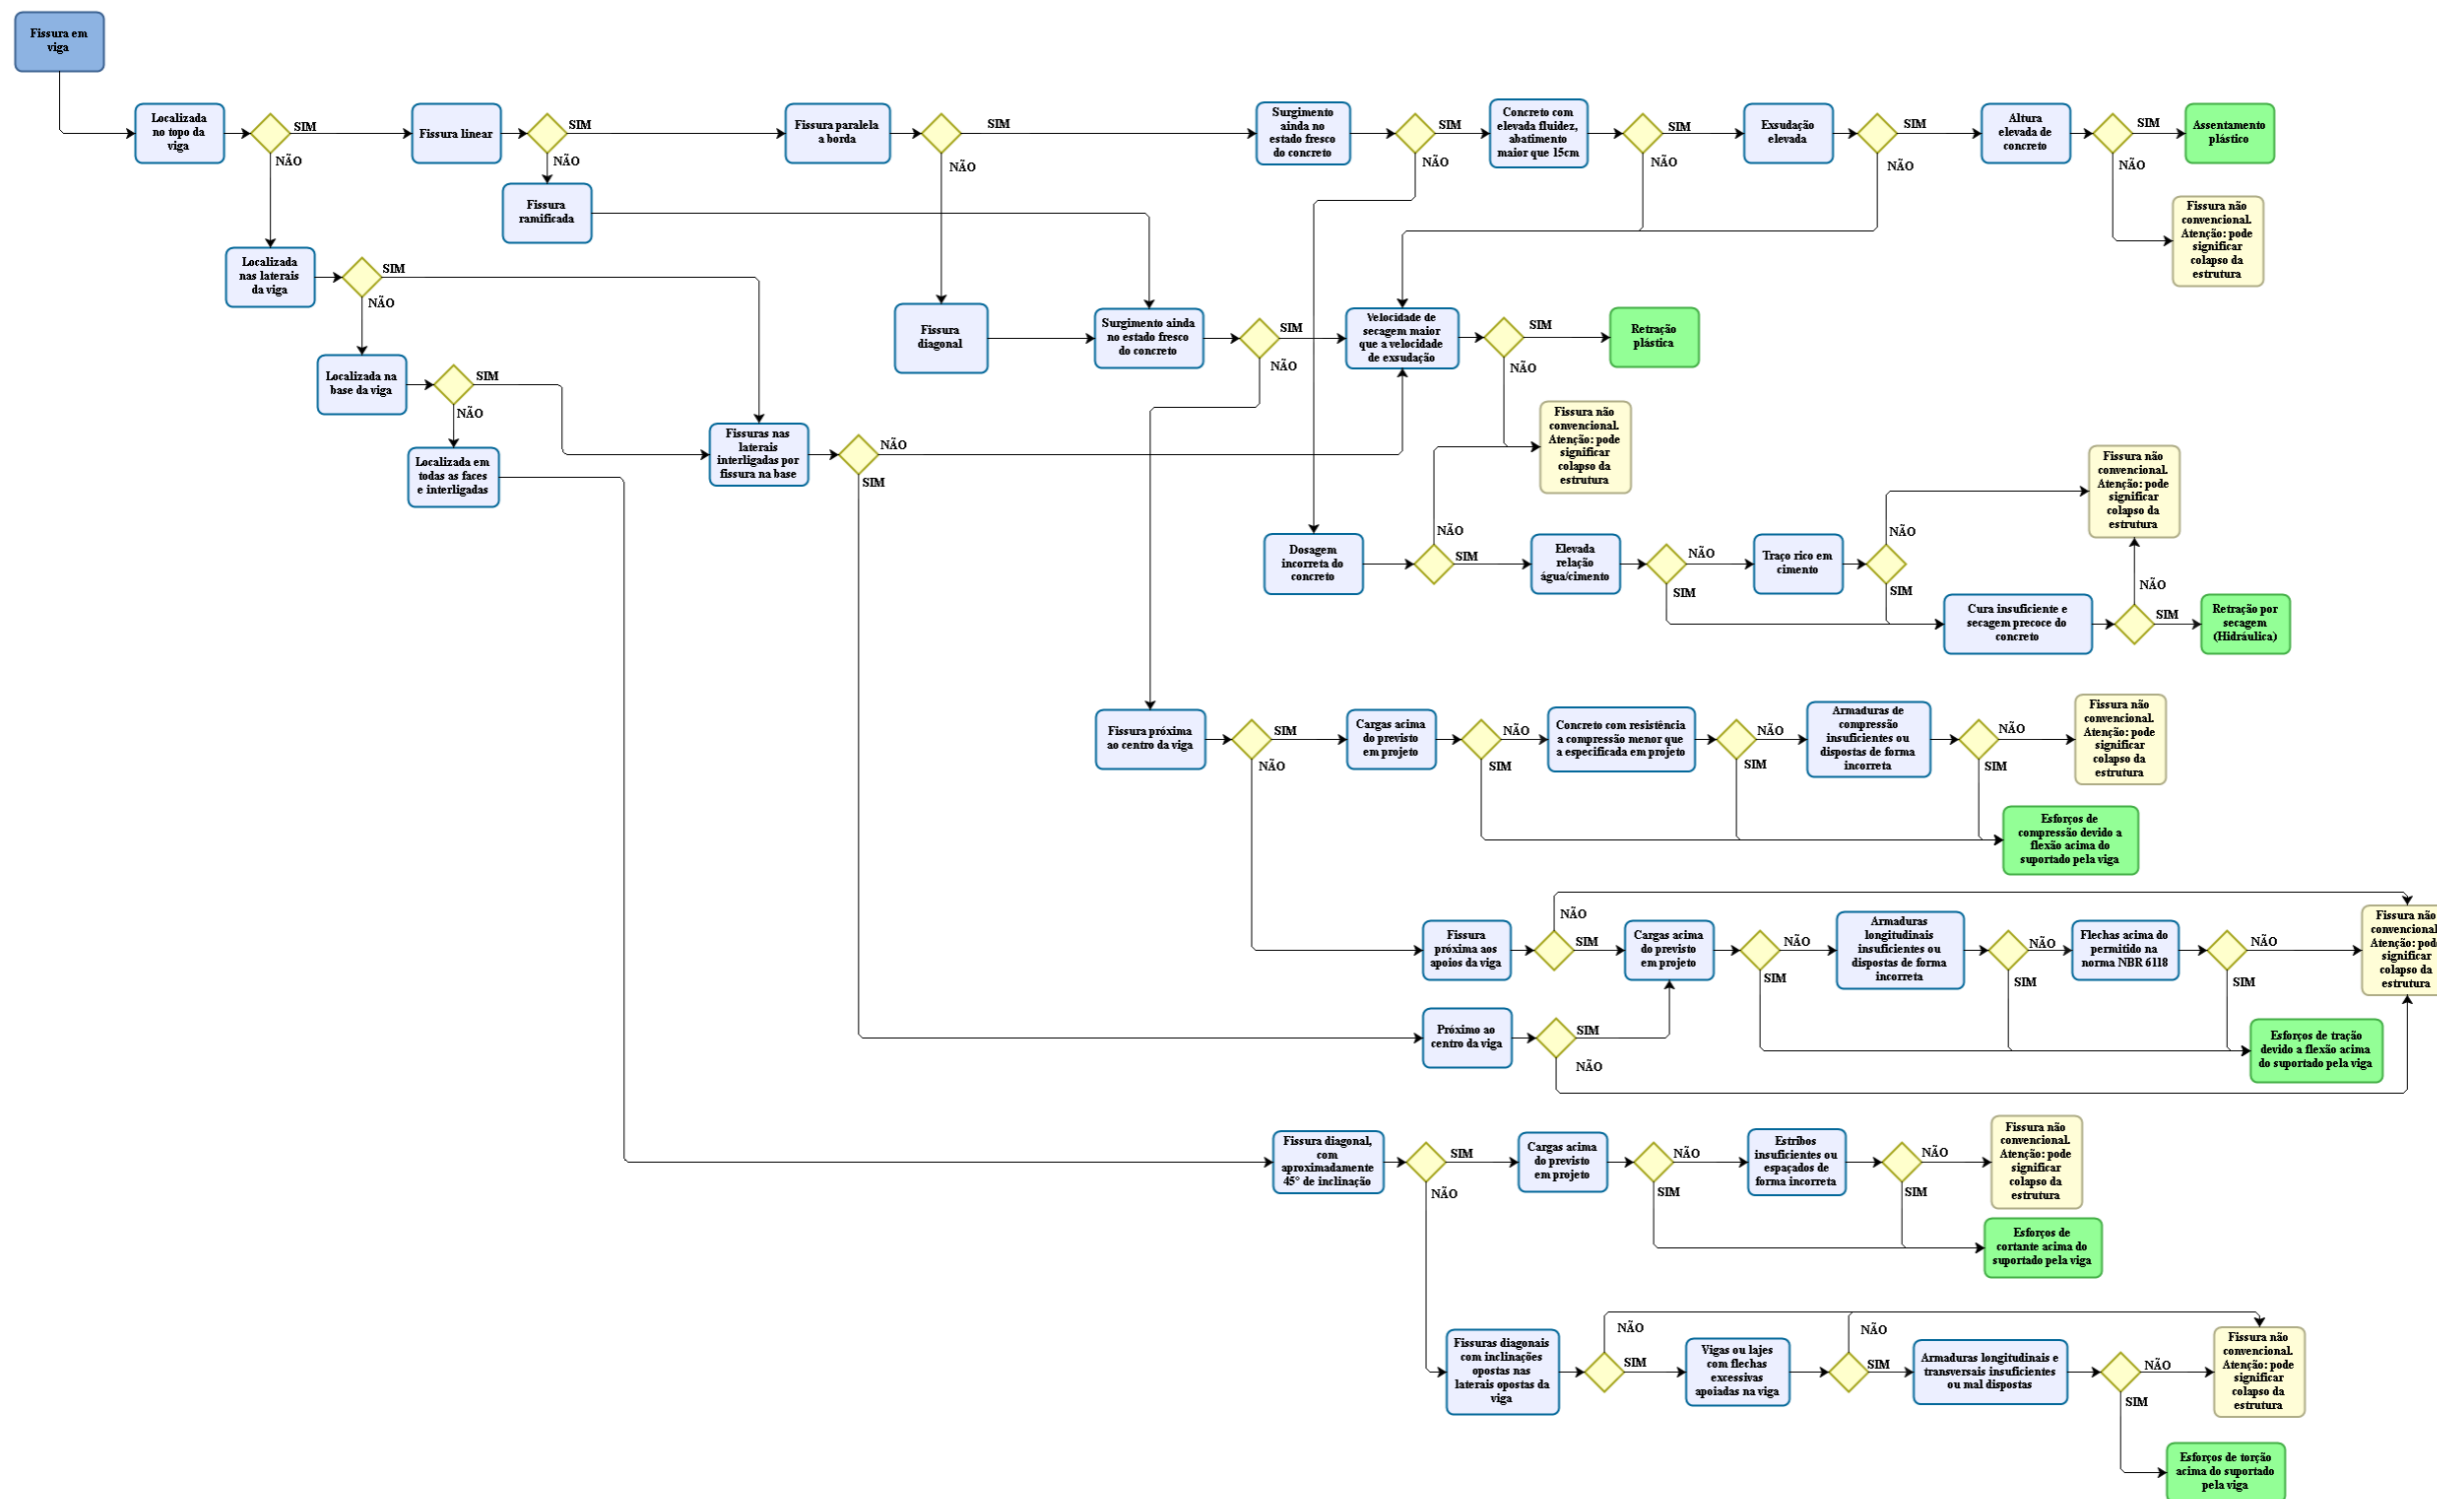 Fissura em
viga
Localizada
no topo da
viga
SIM
NÃO
Fissura linear
SIM
NÃO
Fissura paralela
a borda
SIM
NÃO
Surgimento
ainda no
estado fresco
do concreto
SIM
NÃO
Concreto com
elevada fluidez,
abatimento
maior que 15cm
SIM
NÃO
Exsudação
elevada
SIM
NÃO
Altura
elevada de
concreto
SIM
NÃO
Assentamento
plástico
Fissura
ramificada
Fissura não
convencional.
Atenção: pode
significar
colapso da
estrutura
Localizada
nas laterais
da viga
SIM
NÃO
Fissura
diagonal
Surgimento ainda
no estado fresco
do concreto
SIM
NÃO
Velocidade de
secagem maior
que a velocidade
de exsudação
SIM
NÃO
Retração
plástica
Localizada na
base da viga
SIM
NÃO
Fissura não
convencional.
Atenção: pode
significar
colapso da
estrutura
Localizada em
todas as faces
e interligadas
Fissuras nas
laterais
interligadas por
fissura na base
NÃO
SIM
Fissura não
convencional.
Atenção: pode
significar
colapso da
estrutura
Dosagem
incorreta do
concreto
NÃO
SIM
Elevada
relação
água/cimento
NÃO
SIM
Traço rico em
cimento
NÃO
SIM
Cura insuficiente e
secagem precoce do
concreto
NÃO
SIM
Retração por
secagem
(Hidráulica)
Fissura próxima
ao centro da viga
SIM
NÃO
Cargas acima
do previsto
em projeto
NÃO
SIM
Concreto com resistência
a compressão menor que
a especificada em projeto
NÃO
SIM
Armaduras de
compressão
insuficientes ou
dispostas de forma
incorreta
NÃO
SIM
Fissura não
convencional.
Atenção: pode
significar
colapso da
estrutura
Esforços de
compressão devido a
flexão acima do
suportado pela viga
Fissura
próxima aos
apoios da viga
NÃO
SIM
Cargas acima
do previsto
em projeto
NÃO
SIM
Armaduras
longitudinais
insuficientes ou
dispostas de forma
incorreta
NÃO
SIM
Flechas acima do
permitido na
norma NBR 6118
NÃO
SIM
Fissura não
convencional
Atenção: pod
significar
colapso da
estrutura
Próximo ao
centro da viga
SIM
NÃO
Esforços de tração
devido a flexão acima
do suportado pela viga
Fissura diagonal,
com
aproximadamente
45° de inclinação
SIM
NÃO
Cargas acima
do previsto
em projeto
NÃO
SIM
Estribos
insuficientes ou
espaçados de
forma incorreta
NÃO
SIM
Fissura não
convencional.
Atenção: pode
significar
colapso da
estrutura
Esforços de
cortante acima do
suportado pela viga
Fissuras diagonais
com inclinações
opostas nas
laterais opostas da
viga
NÃO
SIM
Vigas ou lajes
com flechas
excessivas
apoiadas na viga
NÃO
SIM
Armaduras longitudinais e
transversais insuficientes
ou mal dispostas
NÃO
SIM
Fissura não
convencional.
Atenção: pode
significar
colapso da
estrutura
Esforços de torção
acima do suportado
pela viga